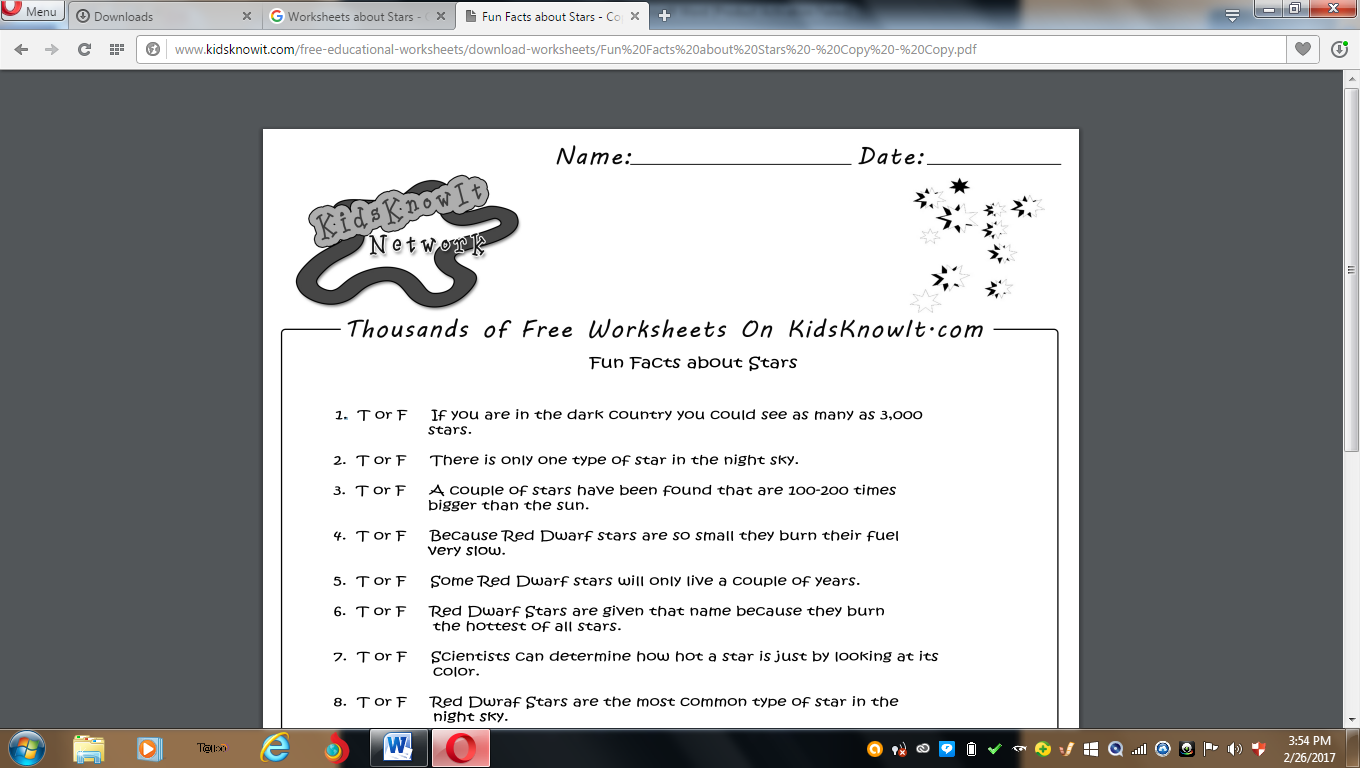 Menu
Downloads
Worksheets about Stars -
Fun Facts about Stars - Co
www.kidsknowit.com/free-educational-worksheets/download-worksheets/Fun%20Facts%20about%20Stars%20-%20Copy%20-%20Copy.pdf
Name: Date:
KidsKnowIt
Network
Thousands of Free Worksheets On KidsKnowIt.com
Fun Facts about Stars
1. T or F If you are in the dark country you could see as many as 3,000
stars.
2. T or F There is only one type of star in the night sky.
3. T or F A couple of stars have been found that are 100-200 times
bigger than the sun.
4. T or F Because Red Dwarf stars are so small they burn their fuel
very slow.
5. T or F Some Red Dwarf stars will only live a couple of years.
6. T or F Red Dwarf Stars are given that name because they burn
the hottest of all stars.
7. T or F Scientists can determine how hot a star is just by looking at its
color.
8. T or F Red Dwraf Stars are the most common type of star in the
night sky.
3:54 PM
2/26/2017